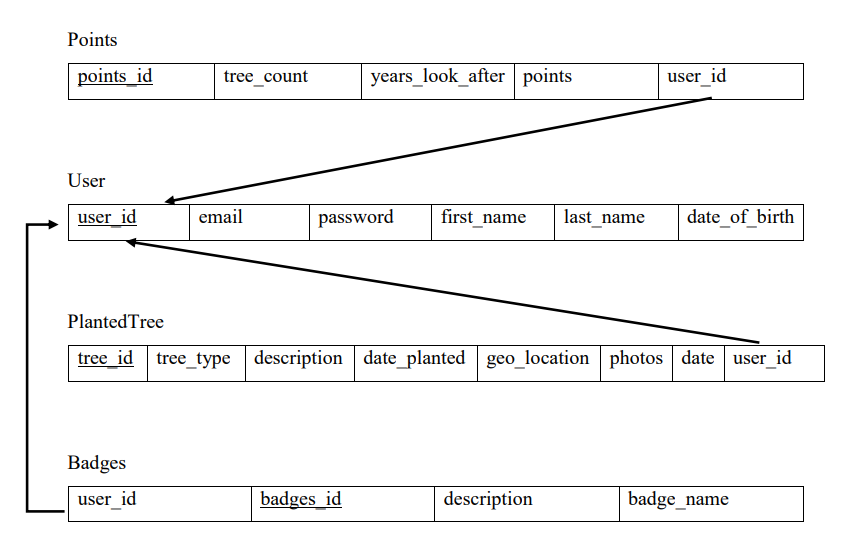 Points
points_id tree_count years_look_after points user_id
User
user_id email password first_name last_name date_of_birth
PlantedTree
tree_id tree_type description date_planted geo_location photos date user_id
Badges
user_id badges_id description badge_name